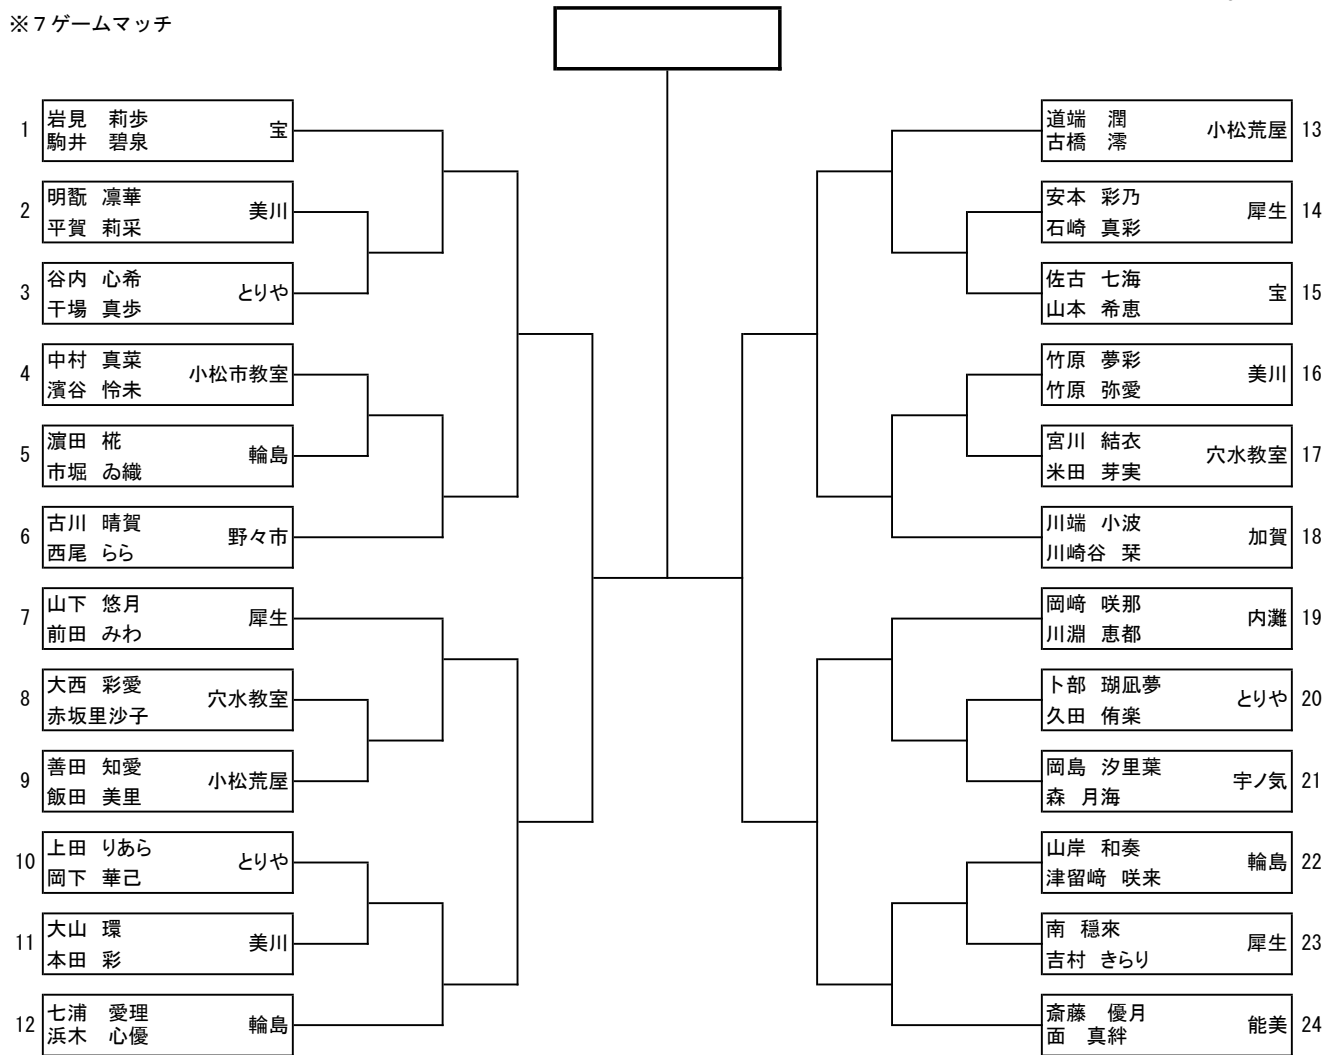 ※７ゲームマッチ
1 岩見　莉歩 宝
駒井　碧泉
2 明翫 凛華 美川
平賀 莉采
3 谷内 心希 とりや
干場 真歩
4 中村 真菜 小松市教室
濱谷 怜未
5 濵田 椛 輪島
市堀 ゐ織
6 古川 晴賀 野々市
西尾 らら
7 山下 悠月 犀生
前田 みわ
8 大西 彩愛 穴水教室
赤坂里沙子
9 善田 知愛 小松荒屋
飯田 美里
10 上田 りあら とりや
岡下 華己
11 大山 環 美川
本田 彩
12 七浦　愛理 輪島
浜木　心優
道端　潤 小松荒屋 13
古橋　澪
安本 彩乃 犀生 14
石崎 真彩
佐古 七海 宝 15
山本 希恵
竹原 夢彩 美川 16
竹原 弥愛
宮川 結衣 穴水教室 17
米田 芽実
川端 小波 加賀 18
川崎谷 栞
岡﨑 咲那 内灘 19
川淵 恵都
卜部 瑚凪夢 とりや 20
久田 侑楽
岡島 汐里葉 宇ノ気 21
森 月海
山岸 和奏 輪島 22
津留﨑 咲来
南 穏來 犀生 23
吉村 きらり
斎藤　優月 能美 24
面　真絆